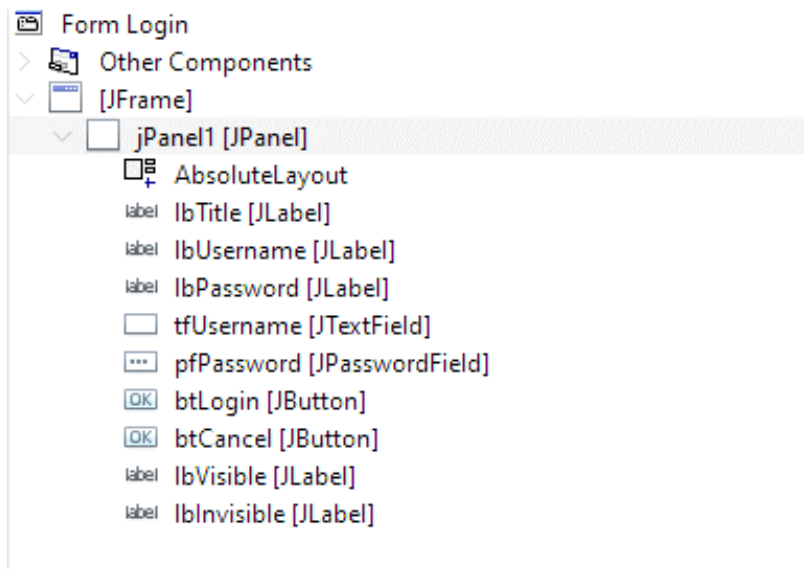 Form Login
Other Components
[JFrame]
jPanel1 [JPanel]
AbsoluteLayout
label lbTitle [JLabel]
label lbUsername [JLabel]
label lbPassword [JLabel]
tfUsername [JTextField]
pfPassword [JPasswordField]
OK btLogin [JButton]
OK btCancel [JButton]
label lbVisible [JLabel]
label lbInvisible [JLabel]